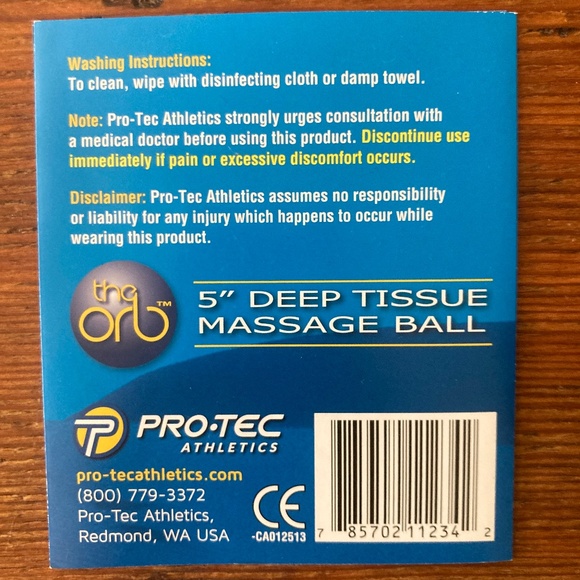 Washing Instructions:
To clean, wipe with disinfecting cloth or damp towel.
Note: Pro-Tec Athletics strongly urges consultation with
a medical doctor before using this product. Discontinue use
immediately if pain or excessive discomfort occurs.
Disclaimer: Pro-Tec Athletics assumes no responsibility
or liability for any injury which happens to occur while
wearing this product.
the
orb™
5″ DEEP TISSUE
MASSAGE BALL
PRO•TEC
ATHLETICS
pro-tecathletics.com
(800) 779-3372
Pro-Tec Athletics,
Redmond, WA USA
CE
-CA012513
7 85702 11234 2